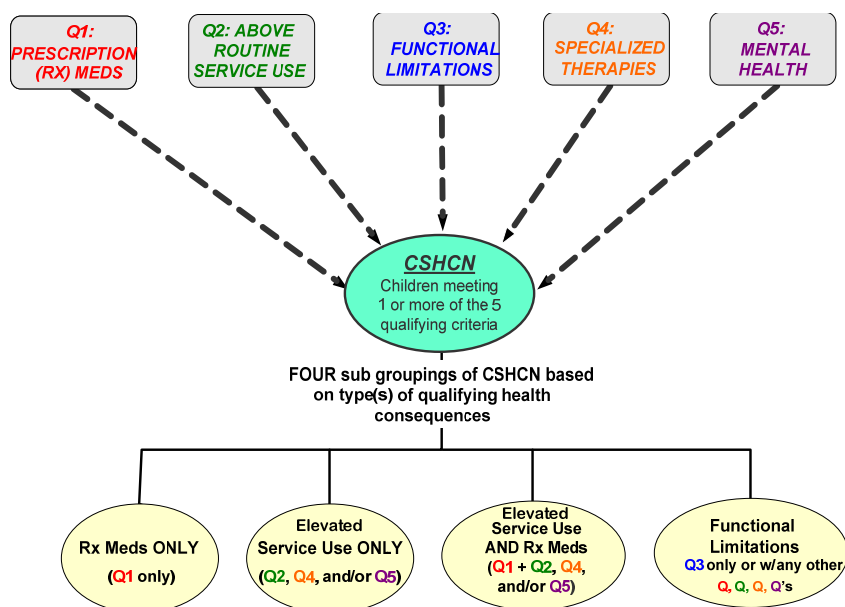 Q1:
PRESCRIPTION
(RX) MEDS
Q2: ABOVE
ROUTINE
SERVICE USE
Q3:
FUNCTIONAL
LIMITATIONS
Q4:
SPECIALIZED
THERAPIES
Q5:
MENTAL
HEALTH
CSHCN
Children meeting
1 or more of the 5
qualifying criteria
FOUR sub groupings of CSHCN based
on type(s) of qualifying health
consequences
Rx Meds ONLY
(Q1 only)
Elevated
Service Use ONLY
(Q2, Q4, and/or Q5)
Elevated
Service Use
AND Rx Meds
(Q1 + Q2, Q4,
and/or Q5)
Functional
Limitations
Q3 only or w/any other
Q, Q, Q, Q's